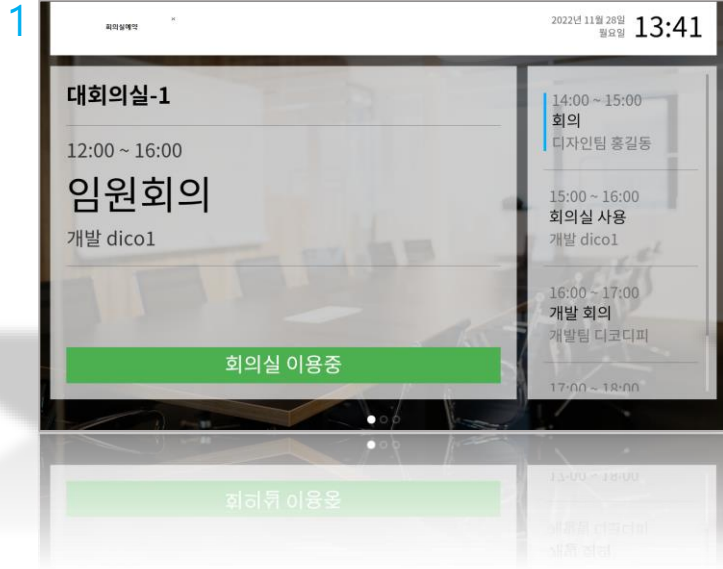 1
회의실예약
2022년 11월 28일
월요일
13:41
대회의실-1
12:00 ~ 16:00
임원회의
개발 dico1
회의실 이용중
14:00 ~ 15:00
회의
디자인팀 홍길동
15:00 ~ 16:00
회의실 사용
개발 dico1
16:00 ~ 17:00
개발 회의
개발팀 디코디피
17:00 ~ 18:00